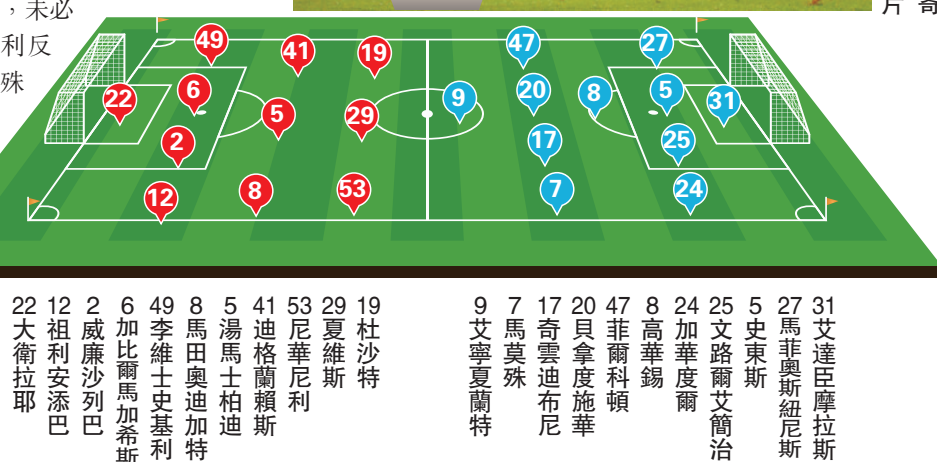 ，未必
利反
殊
片 奇
49 41 19 47 27
22 6 5 29 9 20 8 5 31
2 17 25
12 8 53 7 24
22 大衛拉耶
12 祖利安添巴
2 威廉沙列巴
6 加比爾馬加希斯
49 李維士史基利
8 馬田奧迪加特
5 湯馬士柏迪
41 迪格蘭賴斯
53 尼華尼利
29 夏維斯
19 杜沙特
9 艾寧夏蘭特
7 馬莫殊
17 奇雲迪布尼
20 貝拿度施華
47 菲爾科頓
8 高華錫
24 加華度爾
25 文路爾艾簡治
5 史東斯
27 馬菲奧斯紐尼斯
31 艾達臣摩拉斯